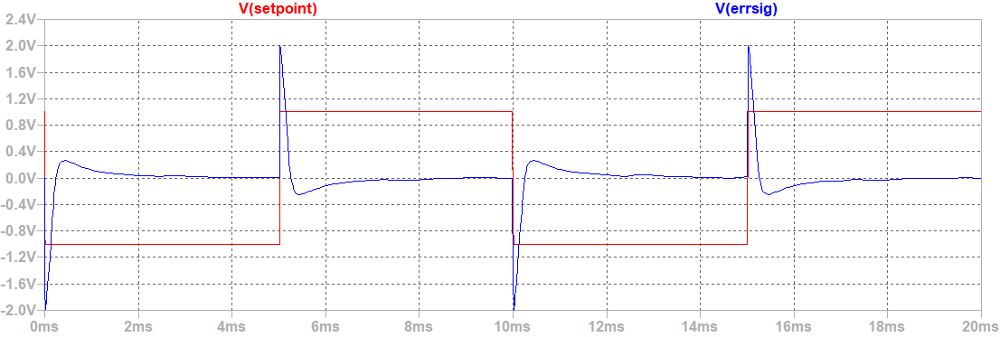 V(setpoint) V(errsig)
2.4V
2.0V
1.6V
1.2V
0.8V
0.4V
0.0V
-0.4V
-0.8V
-1.2V
-1.6V
-2.0V
0ms 2ms 4ms 6ms 8ms 10ms 12ms 14ms 16ms 18ms 20ms